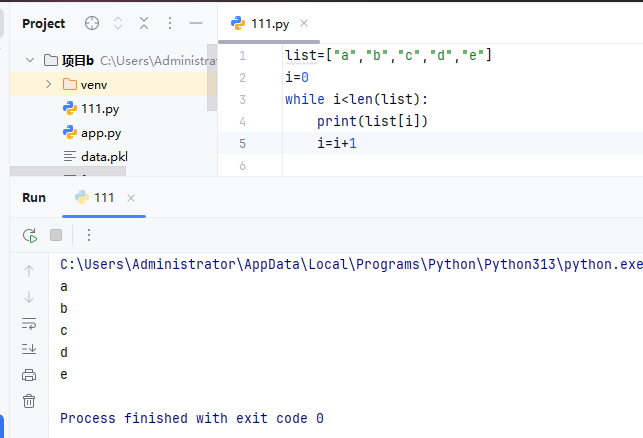 Project
111.py
项目b C:\Users\Administrat
venv
111.py
app.py
data.pkl
1 list=["a","b","c","d","e"]
2 i=0
3 while i<len(list):
4 print(list[i])
5 i=i+1
6
Run 111
C:\Users\Administrator\AppData\Local\Programs\Python\Python313\python.exe
a
b
c
d
e
Process finished with exit code 0